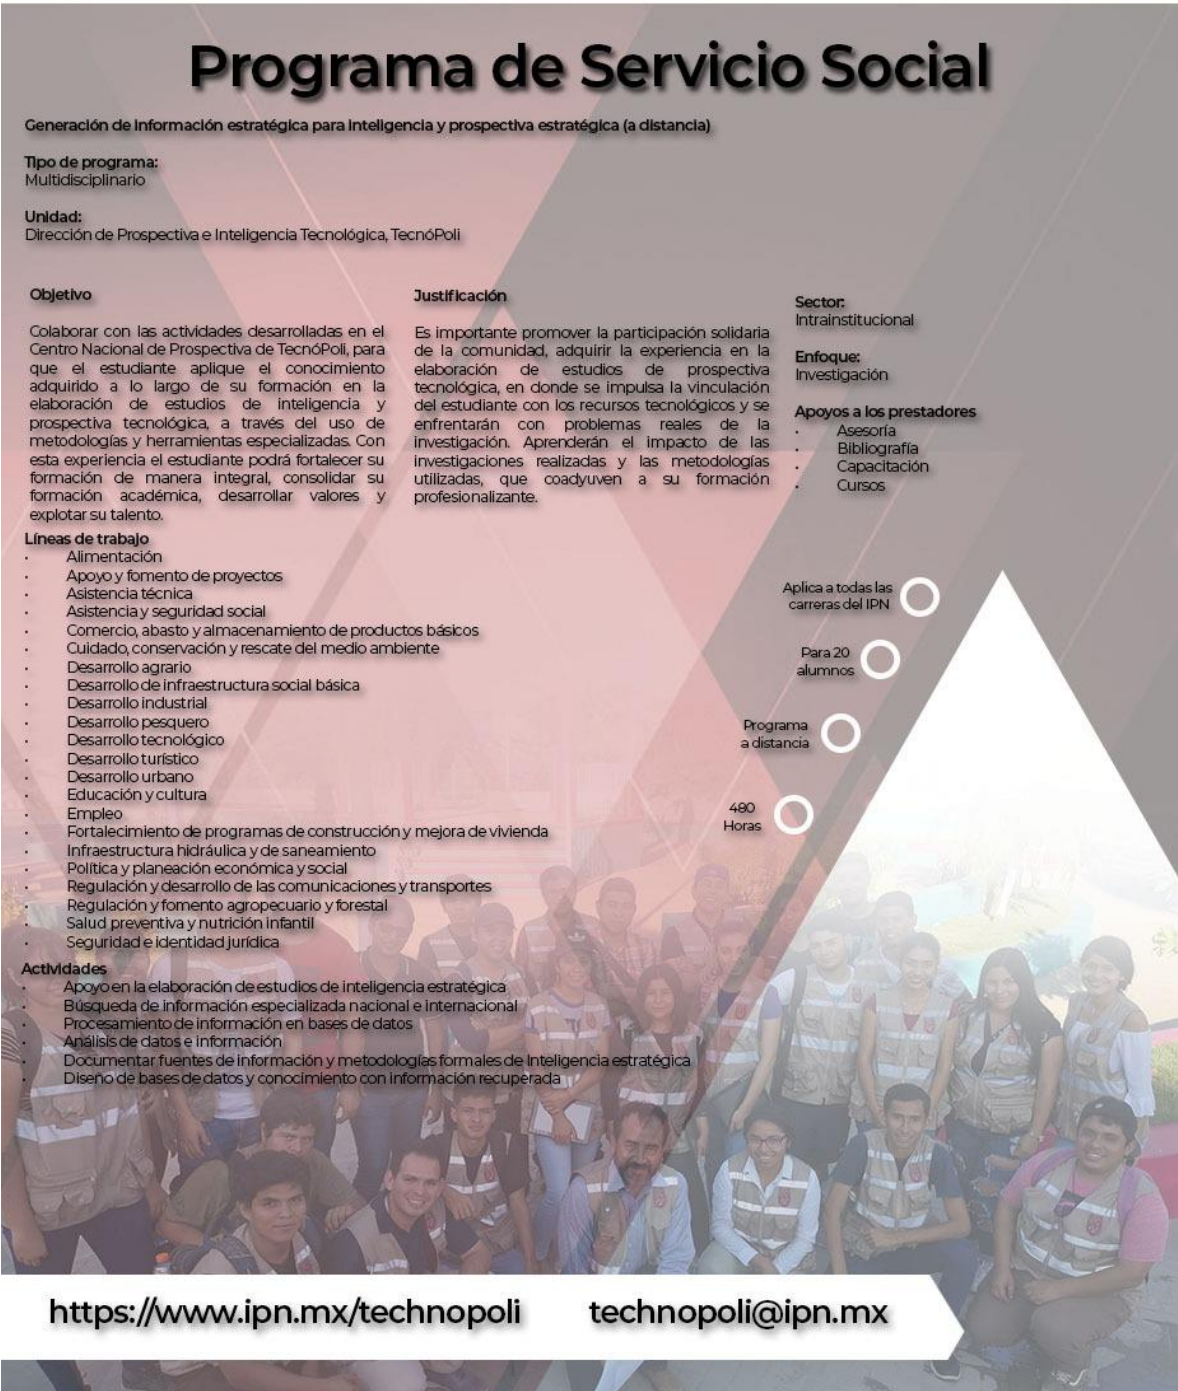 Programa de Servicio Social
Generación de información estratégica para inteligencia y prospectiva estratégica (a distancia)
Tipo de programa:
Multidisciplinario
Unidad:
Dirección de Prospectiva e Inteligencia Tecnológica, TecnóPoli
Objetivo
Colaborar con las actividades desarrolladas en el
Centro Nacional de Prospectiva de TecnóPoli, para
que el estudiante aplique el conocimiento
adquirido a lo largo de su formación en la
elaboración de estudios de inteligencia y
prospectiva tecnológica, a través del uso de
metodologías y herramientas especializadas. Con
esta experiencia el estudiante podrá fortalecer su
formación de manera integral, consolidar su
formación académica, desarrollar valores y
explotar su talento.
Justificación
Es importante promover la participación solidaria
de la comunidad, adquirir la experiencia en la
elaboración de estudios de prospectiva
tecnológica, en donde se impulsa la vinculación
del estudiante con los recursos tecnológicos y se
enfrentarán con problemas reales de la
investigación. Aprenderán el impacto de las
investigaciones realizadas y las metodologías
utilizadas, que coadyuven a su formación
profesionalizante.
Sector:
Intrainstitucional
Enfoque:
Investigación
Apoyos a los prestadores
· Asesoría
· Bibliografía
· Capacitación
· Cursos
Líneas de trabajo
· Alimentación
· Apoyo y fomento de proyectos
· Asistencia técnica
· Asistencia y seguridad social
· Comercio, abasto y almacenamiento de productos básicos
· Cuidado, conservación y rescate del medio ambiente
· Desarrollo agrario
· Desarrollo de infraestructura social básica
· Desarrollo industrial
· Desarrollo pesquero
· Desarrollo tecnológico
· Desarrollo turístico
· Desarrollo urbano
· Educación y cultura
· Empleo
· Fortalecimiento de programas de construcción y mejora de vivienda
· Infraestructura hidráulica y de saneamiento
· Política y planeación económica y social
· Regulación y desarrollo de las comunicaciones y transportes
· Regulación y fomento agropecuario y forestal
· Salud preventiva y nutrición infantil
· Seguridad e identidad jurídica
Aplica a todas las
carreras del IPN
Para 20
alumnos
Programa
a distancia
480
Horas
Actividades
· Apoyo en la elaboración de estudios de inteligencia estratégica
· Búsqueda de información especializada nacional e internacional
· Procesamiento de información en bases de datos
· Análisis de datos e información
· Documentar fuentes de información y metodologías formales de Inteligencia estratégica
· Diseño de bases de datos y conocimiento con información recuperada
https://www.ipn.mx/technopoli
technopoli@ipn.mx